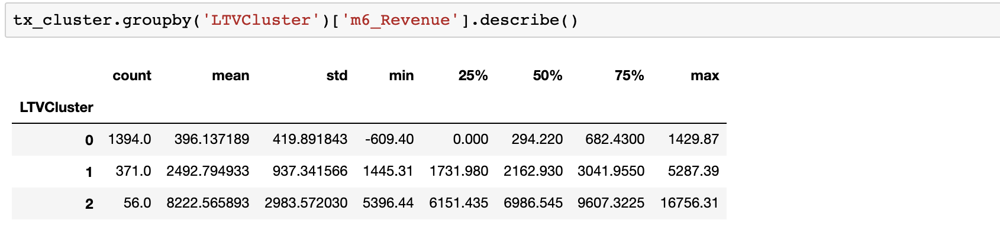 tx_cluster.groupby('LTVCluster')['m6_Revenue'].describe()
count mean std min 25% 50% 75% max
LTVCluster
0 1394.0 396.137189 419.891843 -609.40 0.000 294.220 682.4300 1429.87
1 371.0 2492.794933 937.341566 1445.31 1731.980 2162.930 3041.9550 5287.39
2 56.0 8222.565893 2983.572030 5396.44 6151.435 6986.545 9607.3225 16756.31